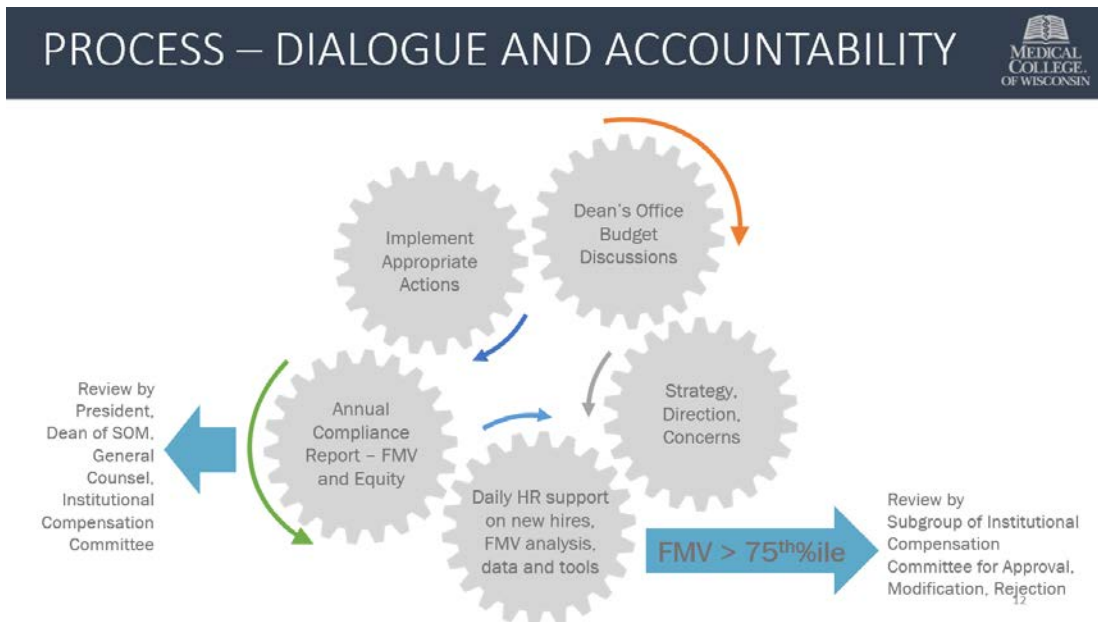 PROCESS – DIALOGUE AND ACCOUNTABILITY
MEDICAL
COLLEGE.
OF WISCONSIN
Dean's Office
Budget
Discussions
Implement
Appropriate
Actions
Strategy,
Direction,
Concerns
Annual
Compliance
Report – FMV
and Equity
Review by
President,
Dean of SOM,
General
Counsel,
Institutional
Compensation
Committee
Daily HR support
on new hires,
FMV analysis,
data and tools
FMV > 75th%ile
Review by
Subgroup of Institutional
Compensation
Committee for Approval,
Modification, Rejection
12